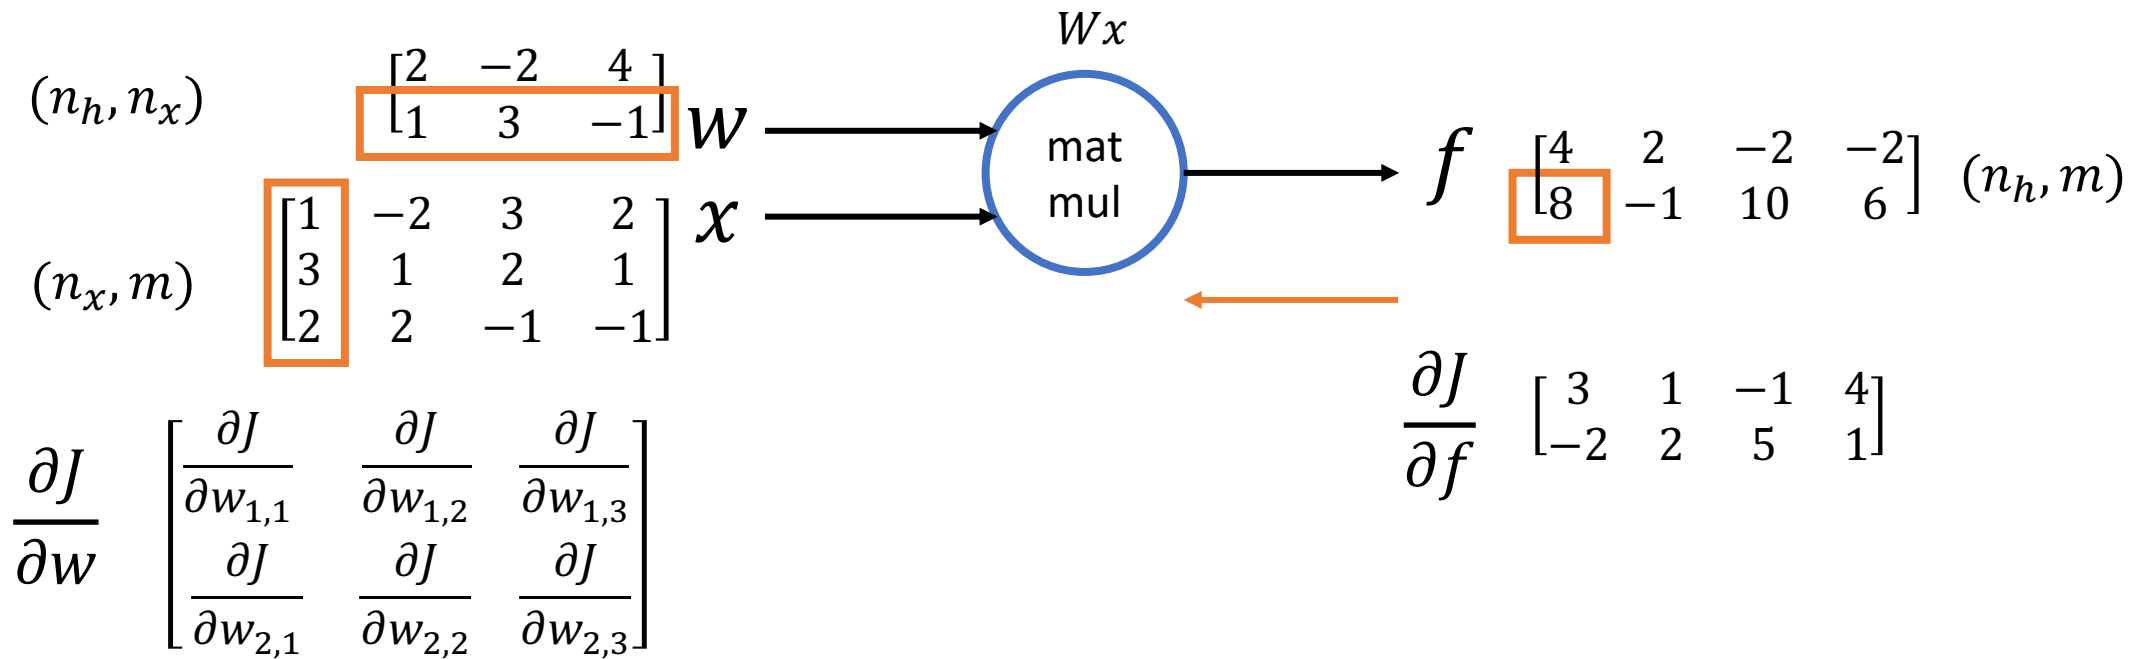 Wx
(n_h, n_x)
[2 −2 4
1 3 −1]
w
mat
mul
f
[4 2 −2 −2
8 −1 10 6]
(n_h, m)
x
[1 −2 3 2
3 1 2 1
2 2 −1 −1]
(n_x, m)
∂J/∂f
[3 1 −1 4
−2 2 5 1]
∂J/∂w
[∂J/∂w_{1,1} ∂J/∂w_{1,2} ∂J/∂w_{1,3}
∂J/∂w_{2,1} ∂J/∂w_{2,2} ∂J/∂w_{2,3}]